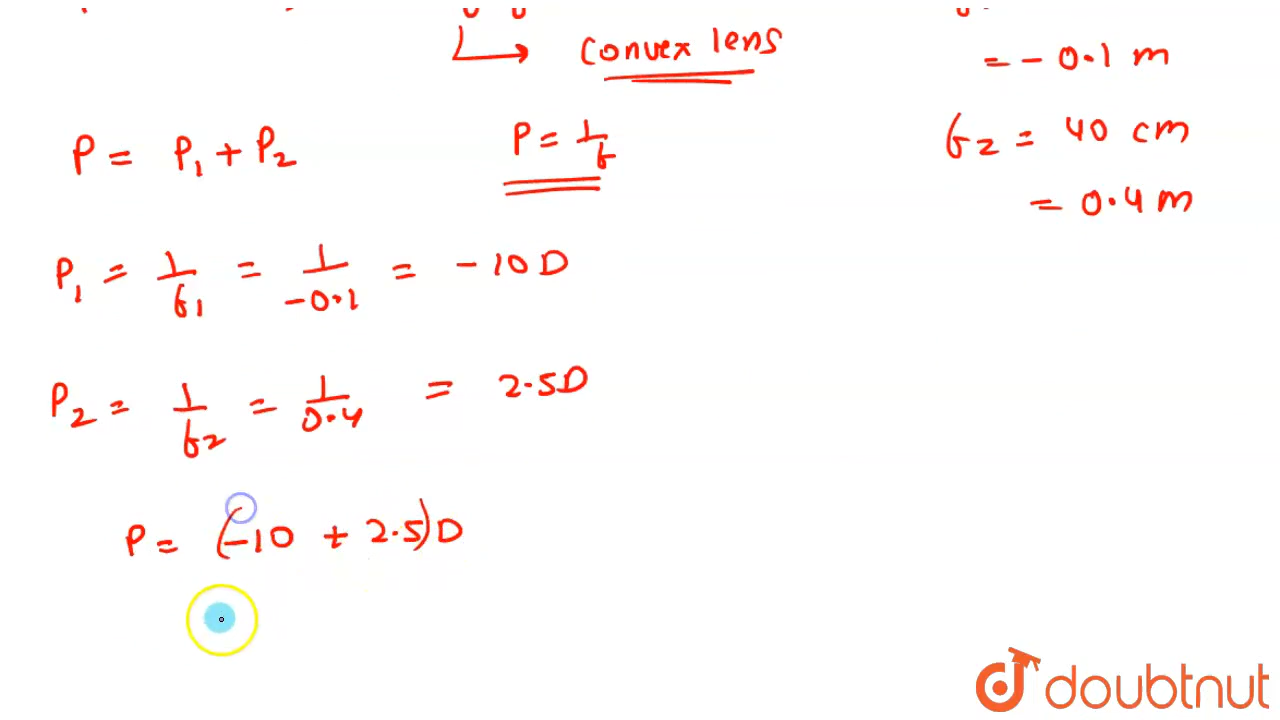 convex lens
= - 0.1 m
P = P₁ + P₂
P = 1/f
f₂ = 40 cm
= 0.4 m
P₁ = 1/f₁ = 1/-0.1 = - 10 D
P₂ = 1/f₂ = 1/0.4 = 2.5D
P = (-10 + 2.5) D
doubtnut